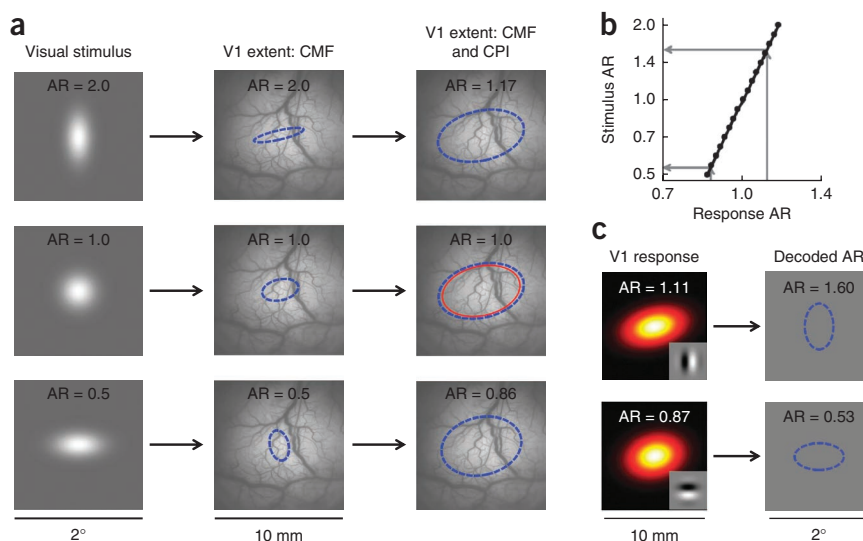 a
Visual stimulus
V1 extent: CMF
V1 extent: CMF
and CPI
AR = 2.0
AR = 2.0
AR = 1.17
AR = 1.0
AR = 1.0
AR = 1.0
AR = 0.5
AR = 0.5
AR = 0.86
2°
10 mm
b
Stimulus AR
2.0
1.4
1.0
0.7
0.5
0.7
1.0
1.4
Response AR
c
V1 response
Decoded AR
AR = 1.11
AR = 1.60
AR = 0.87
AR = 0.53
10 mm
2°